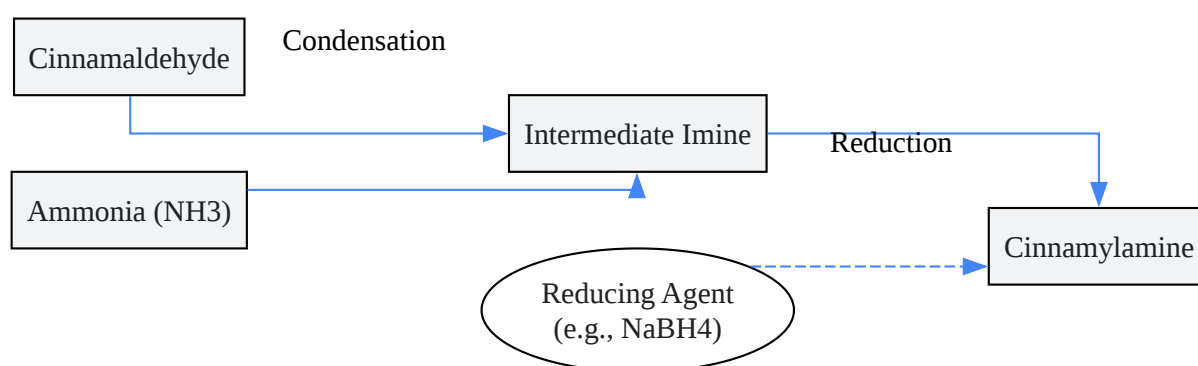 Cinnamaldehyde
Condensation
Intermediate Imine
Reduction
Ammonia (NH3)
Cinnamylamine
Reducing Agent
(e.g., NaBH4)